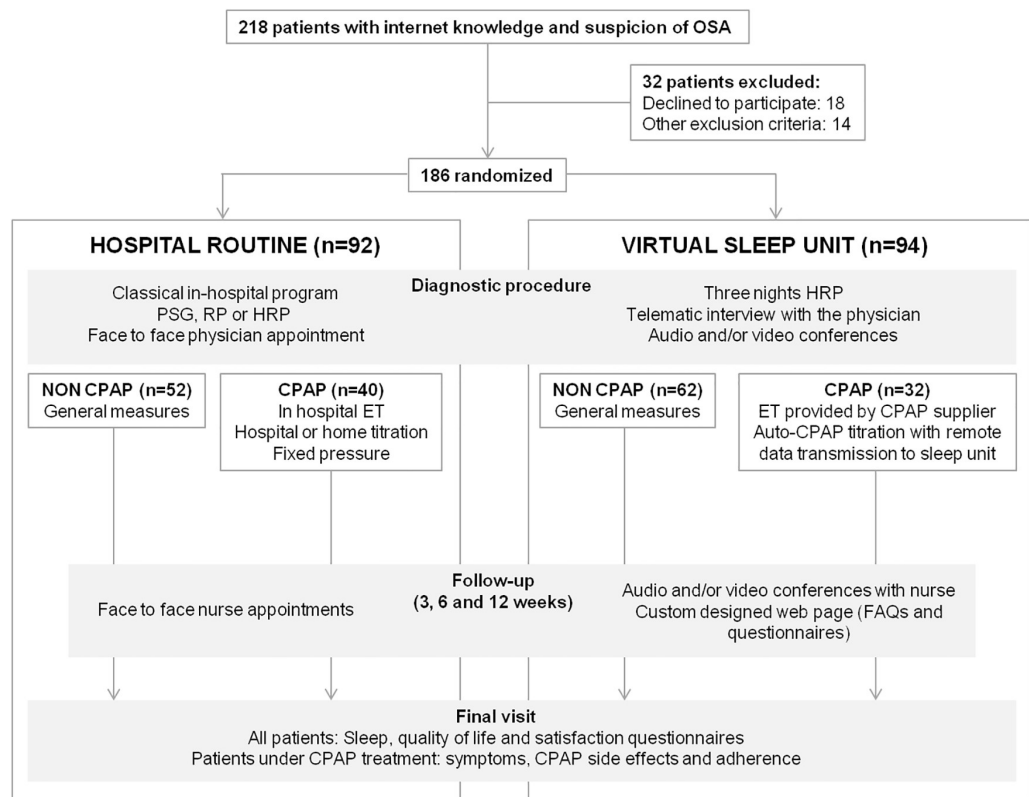 218 patients with internet knowledge and suspicion of OSA
32 patients excluded:
Declined to participate: 18
Other exclusion criteria: 14
186 randomized
HOSPITAL ROUTINE (n=92)
VIRTUAL SLEEP UNIT (n=94)
Diagnostic procedure
Classical in-hospital program
PSG, RP or HRP
Face to face physician appointment
Three nights HRP
Telematic interview with the physician
Audio and/or video conferences
NON CPAP (n=52)
General measures
CPAP (n=40)
In hospital ET
Hospital or home titration
Fixed pressure
NON CPAP (n=62)
General measures
CPAP (n=32)
ET provided by CPAP supplier
Auto-CPAP titration with remote
data transmission to sleep unit
Follow-up
(3, 6 and 12 weeks)
Face to face nurse appointments
Audio and/or video conferences with nurse
Custom designed web page (FAQs and
questionnaires)
Final visit
All patients: Sleep, quality of life and satisfaction questionnaires
Patients under CPAP treatment: symptoms, CPAP side effects and adherence